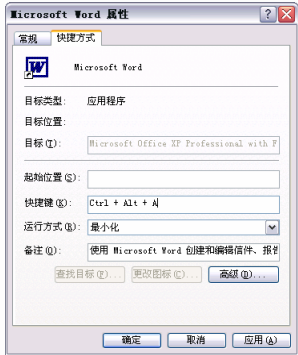 Microsoft Word 属性
常规 快捷方式
Microsoft Word
目标类型: 应用程序
目标位置:
目标(T): Microsoft Office XP Professional with F
起始位置(S):
快捷键(K): Ctrl + Alt + A
运行方式(R): 最小化
备注(O): 使用 Microsoft Word 创建和编辑信件、报告
查找目标(F)... 更改图标(C)... 高级(D)...
确定 取消 应用(A)